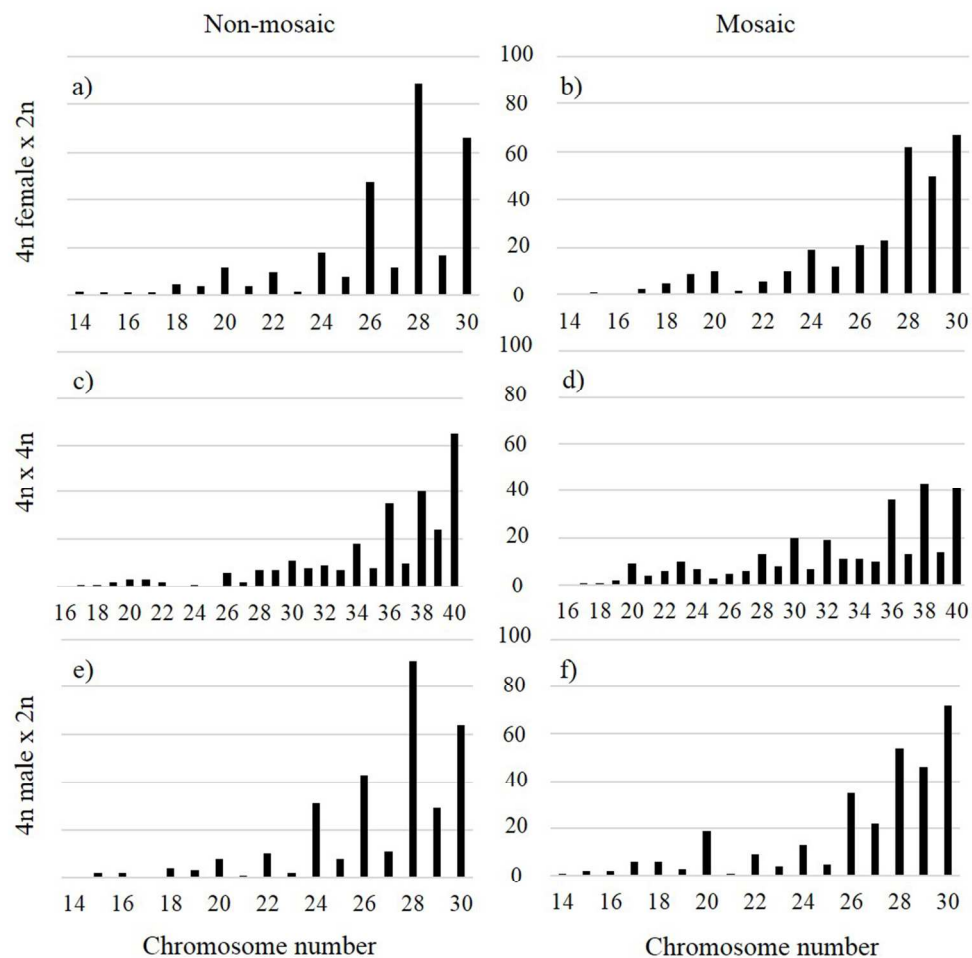 Non-mosaic
Mosaic
4n female x 2n
a)
14 16 18 20 22 24 26 28 30
100
80
60
40
20
0
b)
14 16 18 20 22 24 26 28 30
4n x 4n
c)
16 18 20 22 24 26 28 30 32 34 36 38 40
100
80
60
40
20
0
d)
16 18 20 22 24 26 28 30 32 34 36 38 40
4n male x 2n
e)
14 16 18 20 22 24 26 28 30
100
80
60
40
20
0
f)
14 16 18 20 22 24 26 28 30
Chromosome number
Chromosome number